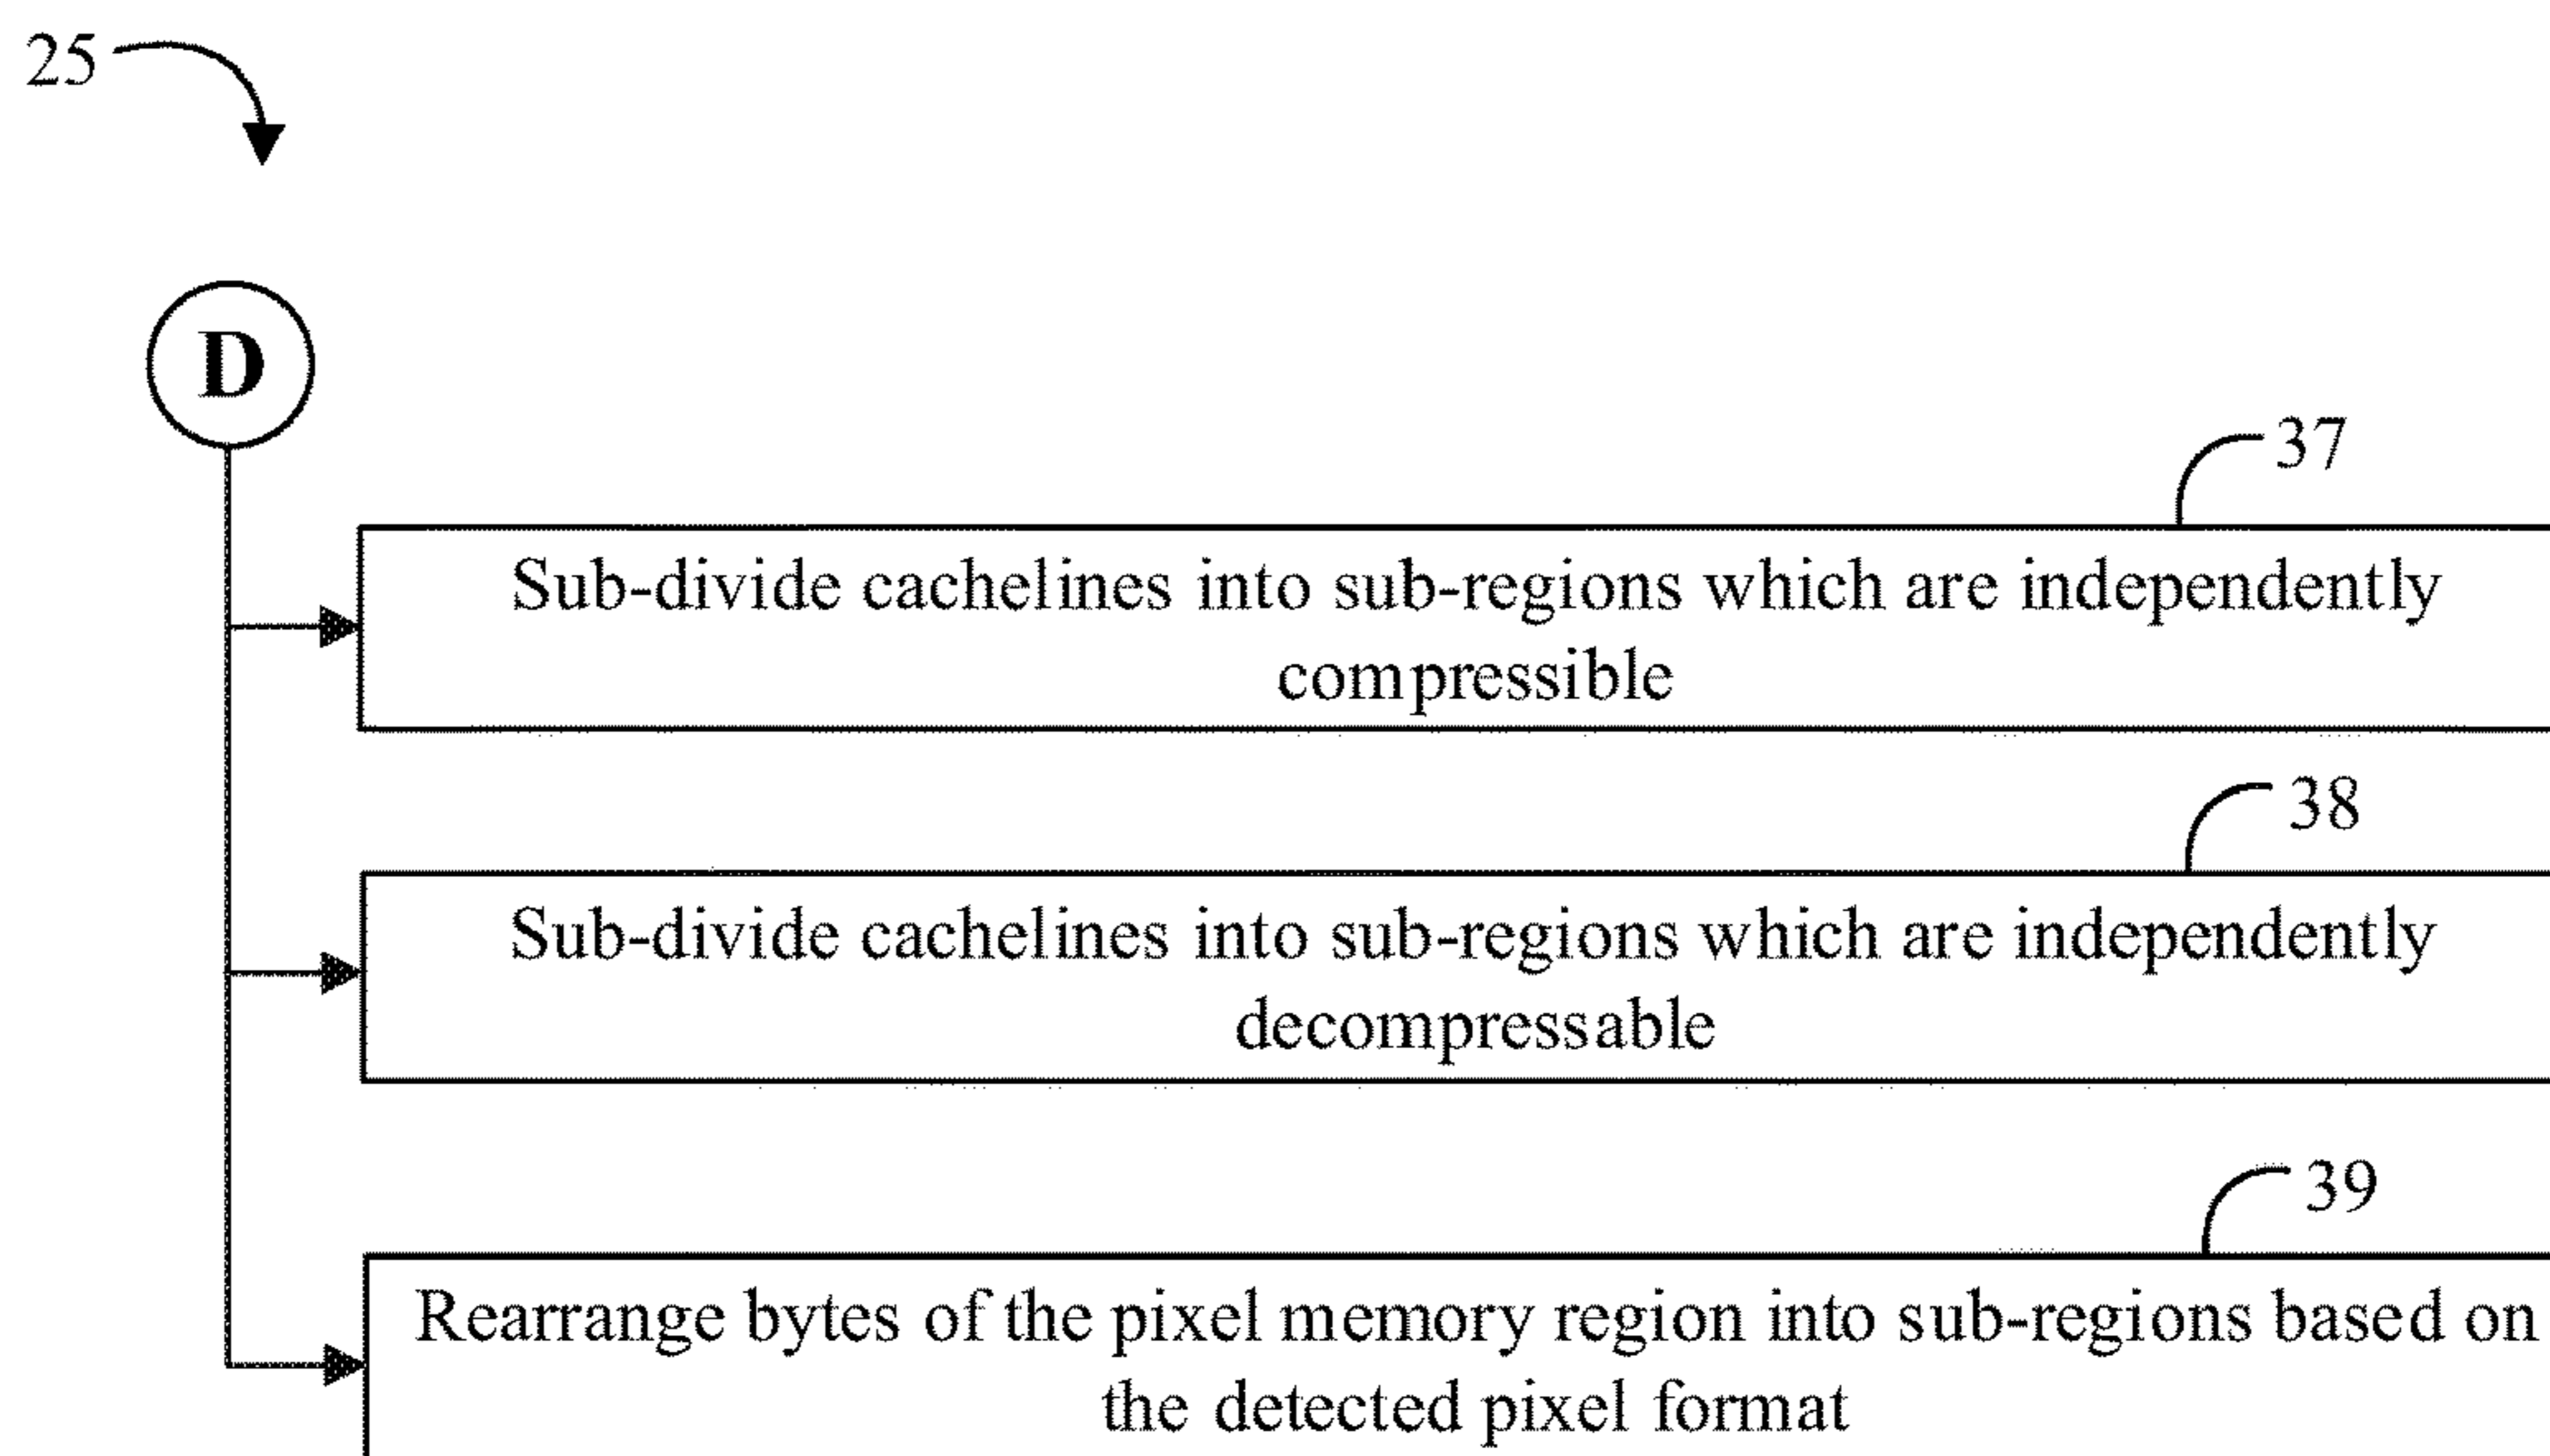 25
D
37
Sub-divide cachelines into sub-regions which are independently
compressible
38
Sub-divide cachelines into sub-regions which are independently
decompressable
39
Rearrange bytes of the pixel memory region into sub-regions based on
the detected pixel format